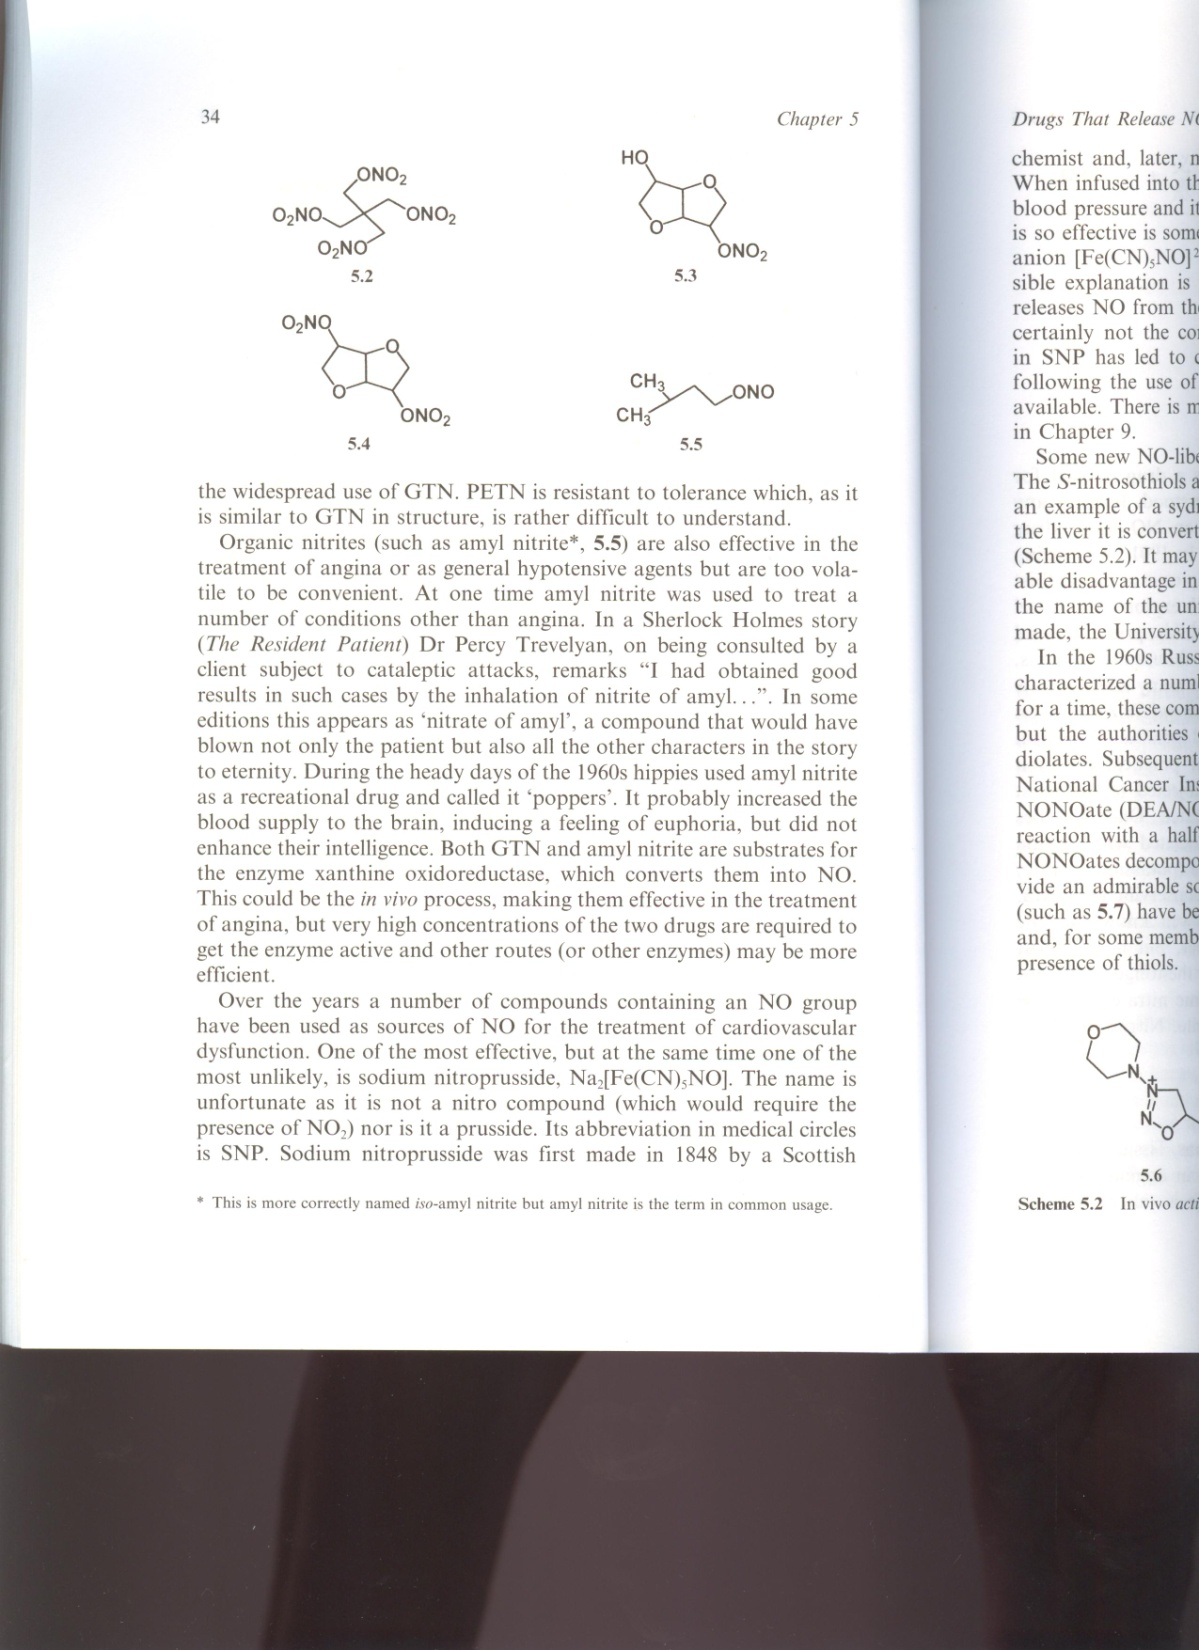 34
Chapter 5
ONO2
O2NO
ONO2
O2NO
5.2
HO
O
O
ONO2
5.3
O2NO
O
O
ONO2
5.4
CH3
CH3
ONO
5.5
the widespread use of GTN. PETN is resistant to tolerance which, as it
is similar to GTN in structure, is rather difficult to understand.
Organic nitrites (such as amyl nitrite*, 5.5) are also effective in the
treatment of angina or as general hypotensive agents but are too vola-
tile to be convenient. At one time amyl nitrite was used to treat a
number of conditions other than angina. In a Sherlock Holmes story
(The Resident Patient) Dr Percy Trevelyan, on being consulted by a
client subject to cataleptic attacks, remarks “I had obtained good
results in such cases by the inhalation of nitrite of amyl...”. In some
editions this appears as ‘nitrate of amyl’, a compound that would have
blown not only the patient but also all the other characters in the story
to eternity. During the heady days of the 1960s hippies used amyl nitrite
as a recreational drug and called it ‘poppers’. It probably increased the
blood supply to the brain, inducing a feeling of euphoria, but did not
enhance their intelligence. Both GTN and amyl nitrite are substrates for
the enzyme xanthine oxidoreductase, which converts them into NO.
This could be the in vivo process, making them effective in the treatment
of angina, but very high concentrations of the two drugs are required to
get the enzyme active and other routes (or other enzymes) may be more
efficient.
Over the years a number of compounds containing an NO group
have been used as sources of NO for the treatment of cardiovascular
dysfunction. One of the most effective, but at the same time one of the
most unlikely, is sodium nitroprusside, Na2[Fe(CN)5NO]. The name is
unfortunate as it is not a nitro compound (which would require the
presence of NO2) nor is it a prusside. Its abbreviation in medical circles
is SNP. Sodium nitroprusside was first made in 1848 by a Scottish
* This is more correctly named iso-amyl nitrite but amyl nitrite is the term in common usage.
Drugs That Release
chemist and, later,
When infused into
blood pressure and
is so effective is
anion [Fe(CN)5NO]2
sible explanation is
releases NO from
certainly not the
in SNP has led to
following the use of
available. There is
in Chapter 9.
Some new
The S-nitrosothiols
an example of a
the liver it is
(Scheme 5.2). It may
able disadvantage in
the name of the
made, the University
In the 1960s
characterized a
for a time, these
but the authorities
diolates.
National Cancer
NONOate
reaction with a
NONOates
vide an admirable
(such as 5.7) have
and, for some
presence of thiols.
O
N
N+
N
O
5.6
Scheme 5.2 In vivo